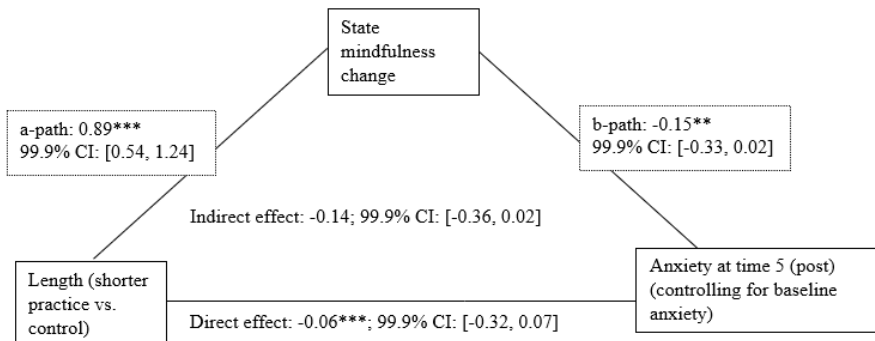 State
mindfulness
change
a-path: 0.89***
99.9% CI: [0.54, 1.24]
b-path: -0.15**
99.9% CI: [-0.33, 0.02]
Indirect effect: -0.14; 99.9% CI: [-0.36, 0.02]
Length (shorter
practice vs.
control)
Anxiety at time 5 (post)
(controlling for baseline
anxiety)
Direct effect: -0.06***; 99.9% CI: [-0.32, 0.07]